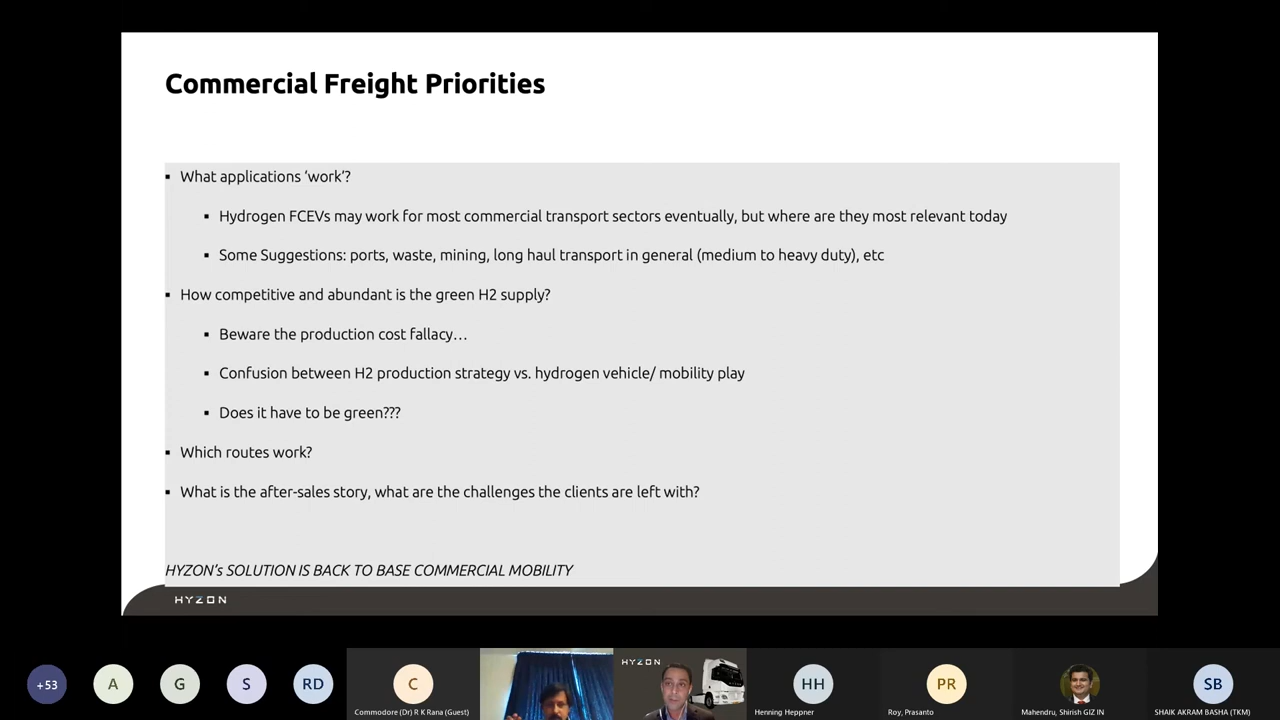 Commercial Freight Priorities
▪ What applications ‘work’?
▪ Hydrogen FCEVs may work for most commercial transport sectors eventually, but where are they most relevant today
▪ Some Suggestions: ports, waste, mining, long haul transport in general (medium to heavy duty), etc
▪ How competitive and abundant is the green H2 supply?
▪ Beware the production cost fallacy…
▪ Confusion between H2 production strategy vs. hydrogen vehicle/ mobility play
▪ Does it have to be green???
▪ Which routes work?
▪ What is the after-sales story, what are the challenges the clients are left with?
HYZON’s SOLUTION IS BACK TO BASE COMMERCIAL MOBILITY
HYZON
+53
A
G
S
RD
C
Commodore (Dr) R K Rana (Guest)
HYZON
HH
Henning Heppner
PR
Roy, Prasanto
Mahendru, Shirish GIZ IN
SB
SHAIK AKRAM BASHA (TKM)